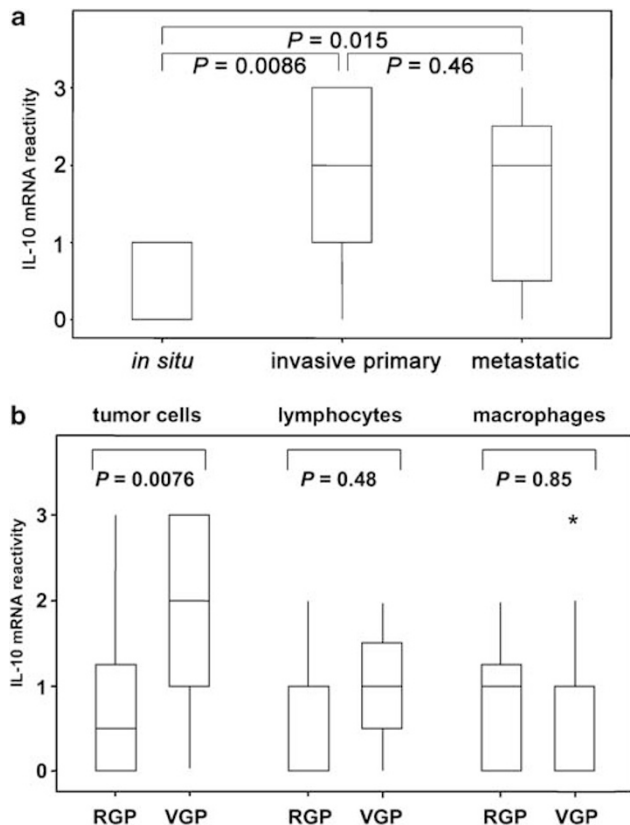 a
P = 0.015
P = 0.0086 P = 0.46
IL-10 mRNA reactivity
3
2
1
0
in situ invasive primary metastatic
b
tumor cells lymphocytes macrophages
P = 0.0076 P = 0.48 P = 0.85
*
IL-10 mRNA reactivity
3
2
1
0
RGP VGP RGP VGP RGP VGP